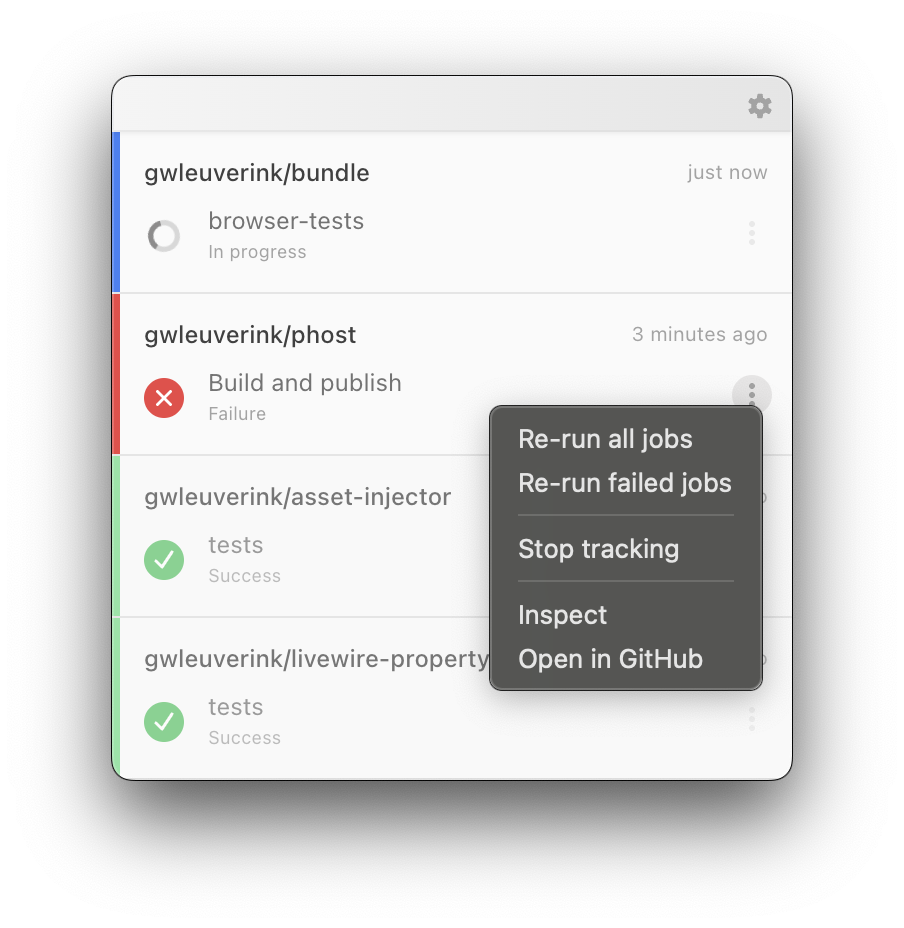 gwleuverink/bundle
just now
browser-tests
In progress
gwleuverink/phost
3 minutes ago
Build and publish
Failure
Re-run all jobs
Re-run failed jobs
Stop tracking
Inspect
Open in GitHub
gwleuverink/asset-injector
tests
Success
gwleuverink/livewire-property
tests
Success